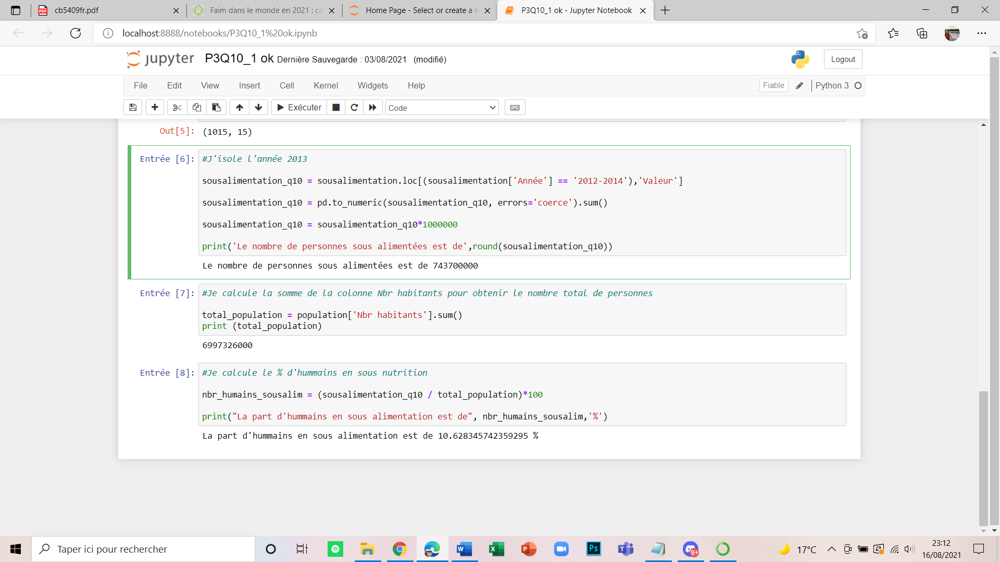 cb5409fr.pdf
Faim dans le monde en 2021 : ca
Home Page - Select or create a n
P3Q10_1 ok - Jupyter Notebook
localhost:8888/notebooks/P3Q10_1%20ok.ipynb
jupyter P3Q10_1 ok Dernière Sauvegarde : 03/08/2021 (modifié)
Logout
File Edit View Insert Cell Kernel Widgets Help
Fiable
Python 3
Exécuter
Code
Out[5]: (1015, 15)
Entrée [6]: #J'isole l'année 2013
sousalimentation_q10 = sousalimentation.loc[(sousalimentation['Année'] == '2012-2014'),'Valeur']
sousalimentation_q10 = pd.to_numeric(sousalimentation_q10, errors='coerce').sum()
sousalimentation_q10 = sousalimentation_q10*1000000
print('Le nombre de personnes sous alimentées est de',round(sousalimentation_q10))
Le nombre de personnes sous alimentées est de 743700000
Entrée [7]: #Je calcule la somme de la colonne Nbr habitants pour obtenir le nombre total de personnes
total_population = population['Nbr habitants'].sum()
print (total_population)
6997326000
Entrée [8]: #Je calcule le % d'hummains en sous nutrition
nbr_humains_sousalim = (sousalimentation_q10 / total_population)*100
print("La part d'hummains en sous alimentation est de", nbr_humains_sousalim,'%')
La part d'hummains en sous alimentation est de 10.628345742359295 %
Taper ici pour rechercher
17°C
23:12
16/08/2021